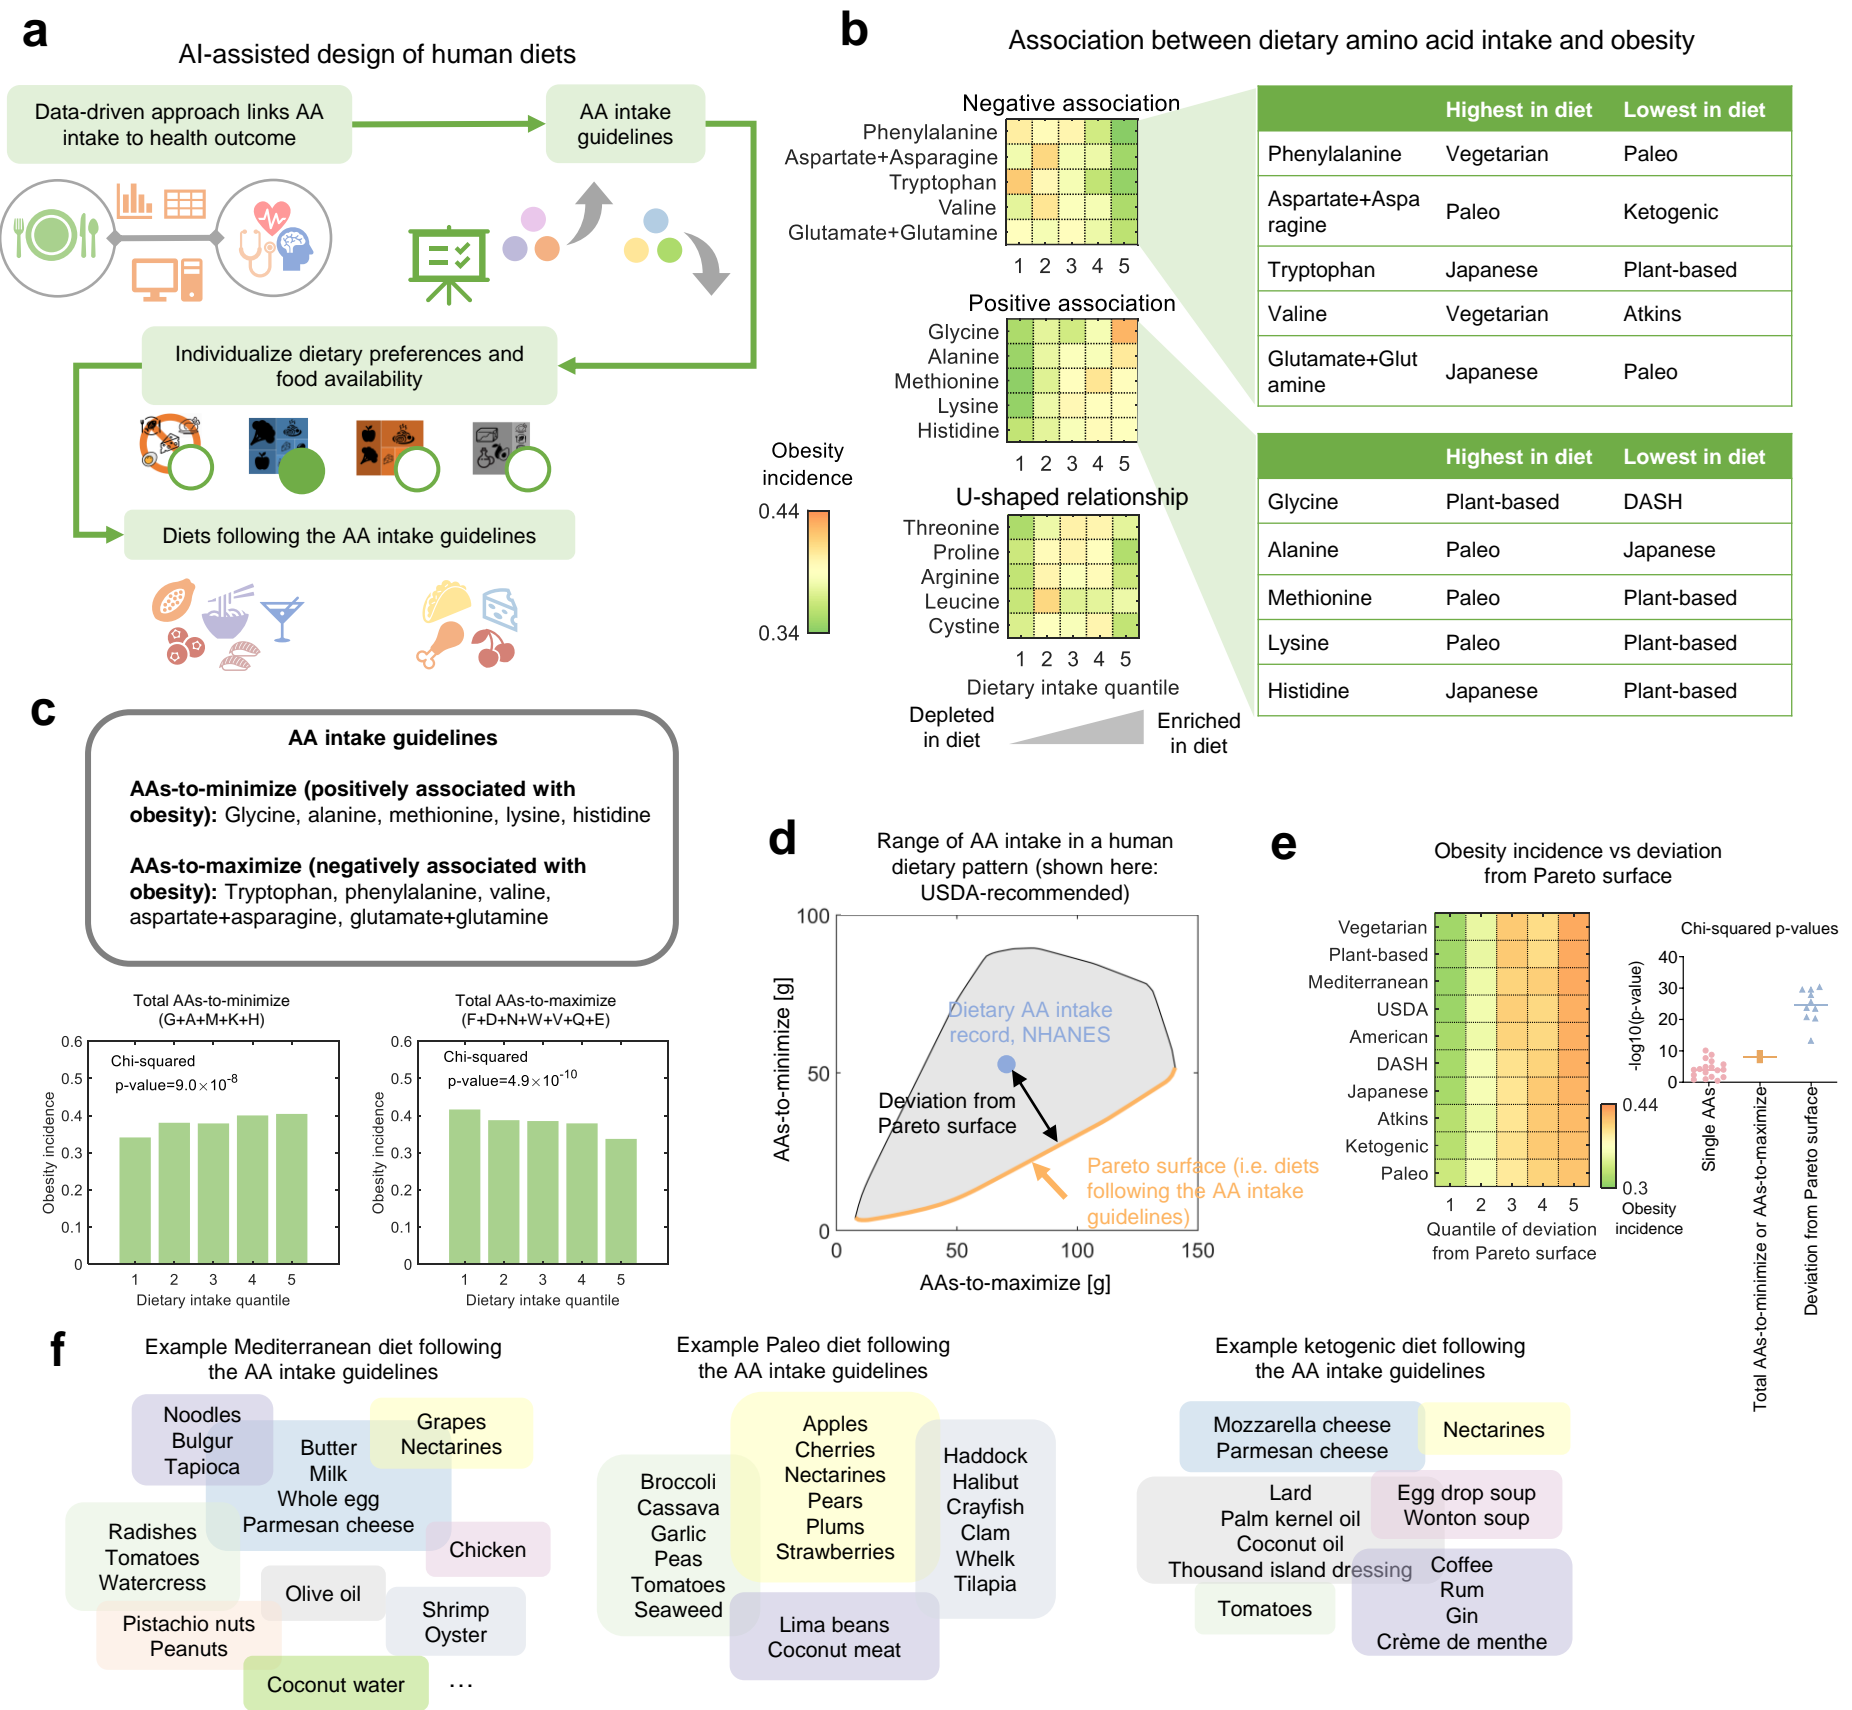 a
AI-assisted design of human diets
Data-driven approach links AA
intake to health outcome
AA intake
guidelines
Individualize dietary preferences and
food availability
Diets following the AA intake guidelines
b
Association between dietary amino acid intake and obesity
Negative association
Phenylalanine
Aspartate+Asparagine
Tryptophan
Valine
Glutamate+Glutamine
1 2 3 4 5
Positive association
Glycine
Alanine
Methionine
Lysine
Histidine
1 2 3 4 5
U-shaped relationship
Threonine
Proline
Arginine
Leucine
Cystine
1 2 3 4 5
Dietary intake quantile
Depleted
in diet
Enriched
in diet
Obesity
incidence
0.44
0.34
Highest in diet Lowest in diet
Phenylalanine Vegetarian Paleo
Aspartate+Aspa
ragine Paleo Ketogenic
Tryptophan Japanese Plant-based
Valine Vegetarian Atkins
Glutamate+Glut
amine Japanese Paleo
Highest in diet Lowest in diet
Glycine Plant-based DASH
Alanine Paleo Japanese
Methionine Paleo Plant-based
Lysine Paleo Plant-based
Histidine Japanese Plant-based
c
AA intake guidelines
AAs-to-minimize (positively associated with
obesity): Glycine, alanine, methionine, lysine, histidine
AAs-to-maximize (negatively associated with
obesity): Tryptophan, phenylalanine, valine,
aspartate+asparagine, glutamate+glutamine
Total AAs-to-minimize
(G+A+M+K+H)
Chi-squared
p-value=9.0×10-8
Obesity incidence
0.6
0.5
0.4
0.3
0.2
0.1
0
1 2 3 4 5
Dietary intake quantile
Total AAs-to-maximize
(F+D+N+W+V+Q+E)
Chi-squared
p-value=4.9×10-10
Obesity incidence
0.6
0.5
0.4
0.3
0.2
0.1
0
1 2 3 4 5
Dietary intake quantile
d
Range of AA intake in a human
dietary pattern (shown here:
USDA-recommended)
AAs-to-minimize [g]
100
50
0
Dietary AA intake
record, NHANES
Deviation from
Pareto surface
Pareto surface (i.e. diets
following the AA intake
guidelines)
0 50 100 150
AAs-to-maximize [g]
e
Obesity incidence vs deviation
from Pareto surface
Vegetarian
Plant-based
Mediterranean
USDA
American
DASH
Japanese
Atkins
Ketogenic
Paleo
1 2 3 4 5
Quantile of deviation
from Pareto surface
0.44
0.3
Obesity
incidence
Chi-squared p-values
-log10(p-value)
40
30
20
10
0
Single AAs
Total AAs-to-minimize or AAs-to-maximize
Deviation from Pareto surface
f
Example Mediterranean diet following
the AA intake guidelines
Noodles
Bulgur
Tapioca
Butter
Milk
Whole egg
Parmesan cheese
Grapes
Nectarines
Radishes
Tomatoes
Watercress
Chicken
Olive oil
Shrimp
Oyster
Pistachio nuts
Peanuts
Coconut water
...
Example Paleo diet following
the AA intake guidelines
Broccoli
Cassava
Garlic
Peas
Tomatoes
Seaweed
Apples
Cherries
Nectarines
Pears
Plums
Strawberries
Haddock
Halibut
Crayfish
Clam
Whelk
Tilapia
Lima beans
Coconut meat
Example ketogenic diet following
the AA intake guidelines
Mozzarella cheese
Parmesan cheese
Nectarines
Lard
Palm kernel oil
Coconut oil
Thousand island dressing
Egg drop soup
Wonton soup
Tomatoes
Coffee
Rum
Gin
Crème de menthe